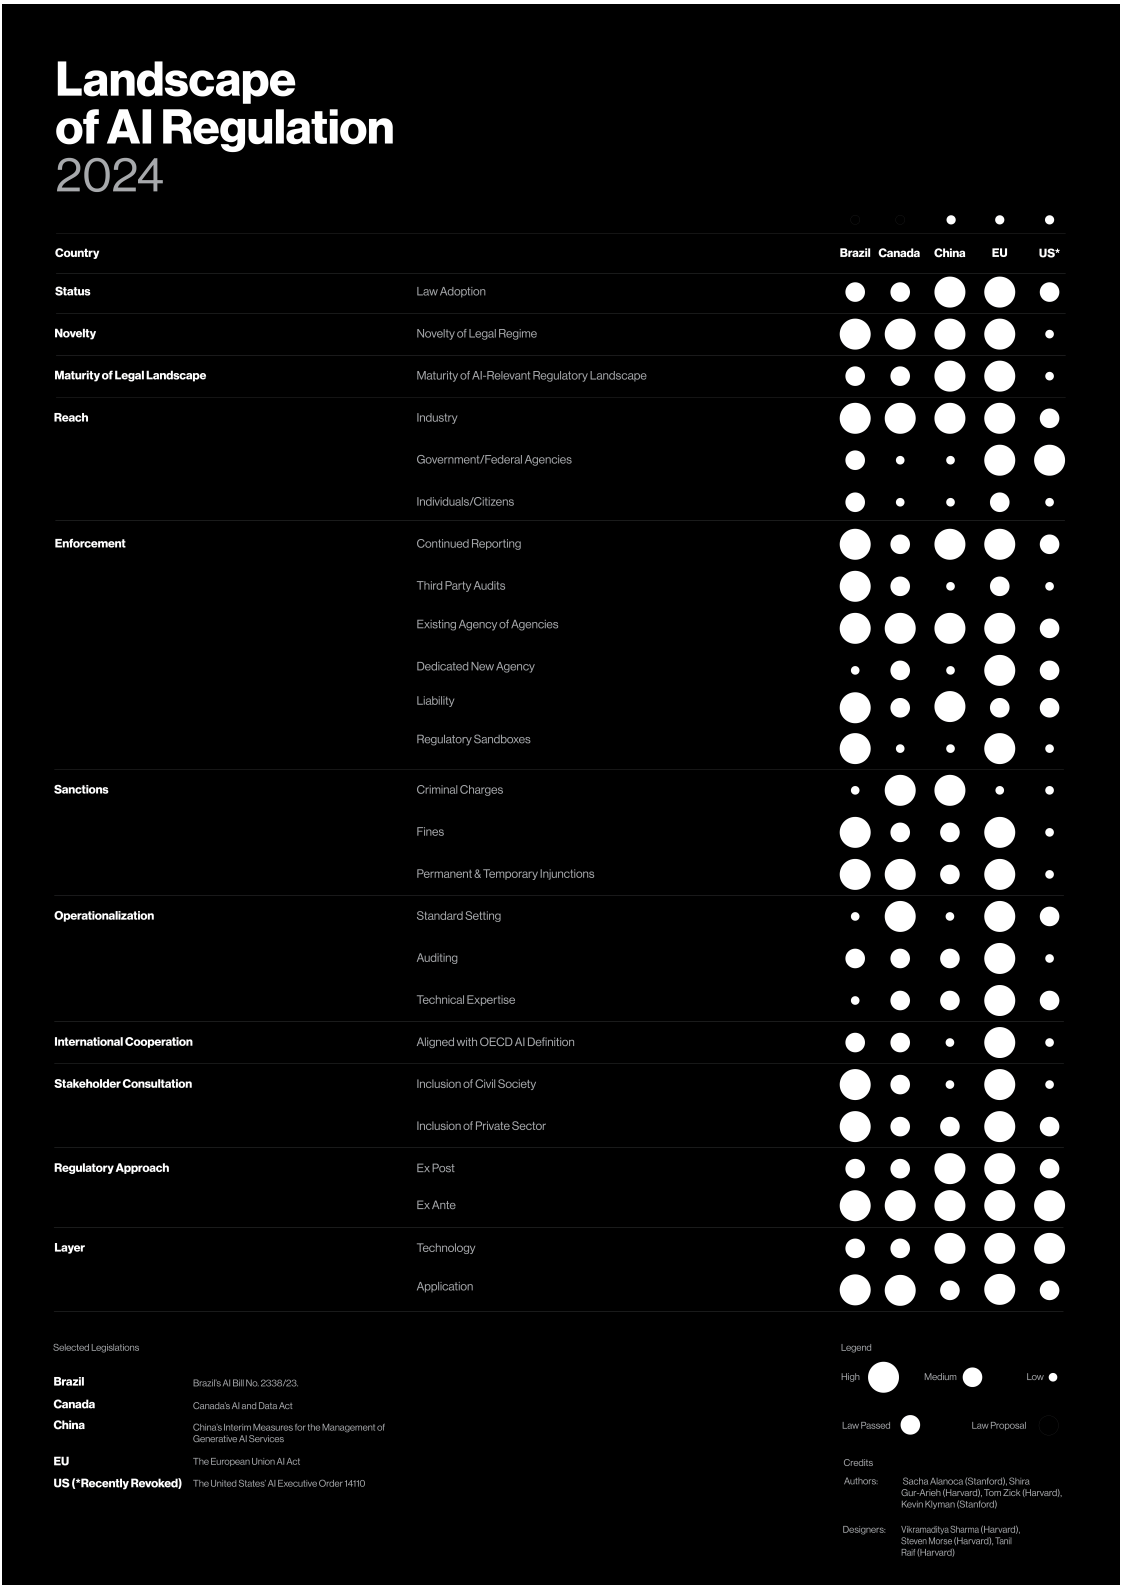 Landscape
of AI Regulation
2024
Country Brazil Canada China EU US*
Status Law Adoption
Novelty Novelty of Legal Regime
Maturity of Legal Landscape Maturity of AI-Relevant Regulatory Landscape
Reach Industry
Government/Federal Agencies
Individuals/Citizens
Enforcement Continued Reporting
Third Party Audits
Existing Agency of Agencies
Dedicated New Agency
Liability
Regulatory Sandboxes
Sanctions Criminal Charges
Fines
Permanent & Temporary Injunctions
Operationalization Standard Setting
Auditing
Technical Expertise
International Cooperation Aligned with OECD AI Definition
Stakeholder Consultation Inclusion of Civil Society
Inclusion of Private Sector
Regulatory Approach Ex Post
Ex Ante
Layer Technology
Application
Selected Legislations
Brazil Brazil's AI Bill No. 2338/23.
Canada Canada's AI and Data Act
China China's Interim Measures for the Management of
Generative AI Services
EU The European Union AI Act
US (*Recently Revoked) The United States' AI Executive Order 14110
Legend
High Medium Low
Law Passed Law Proposal
Credits
Authors: Sacha Alanoca (Stanford), Shira
Gur-Arieh (Harvard), Tom Zick (Harvard),
Kevin Klyman (Stanford)
Designers: Vikramaditya Sharma (Harvard),
Steven Morse (Harvard), Tanil
Raif (Harvard)